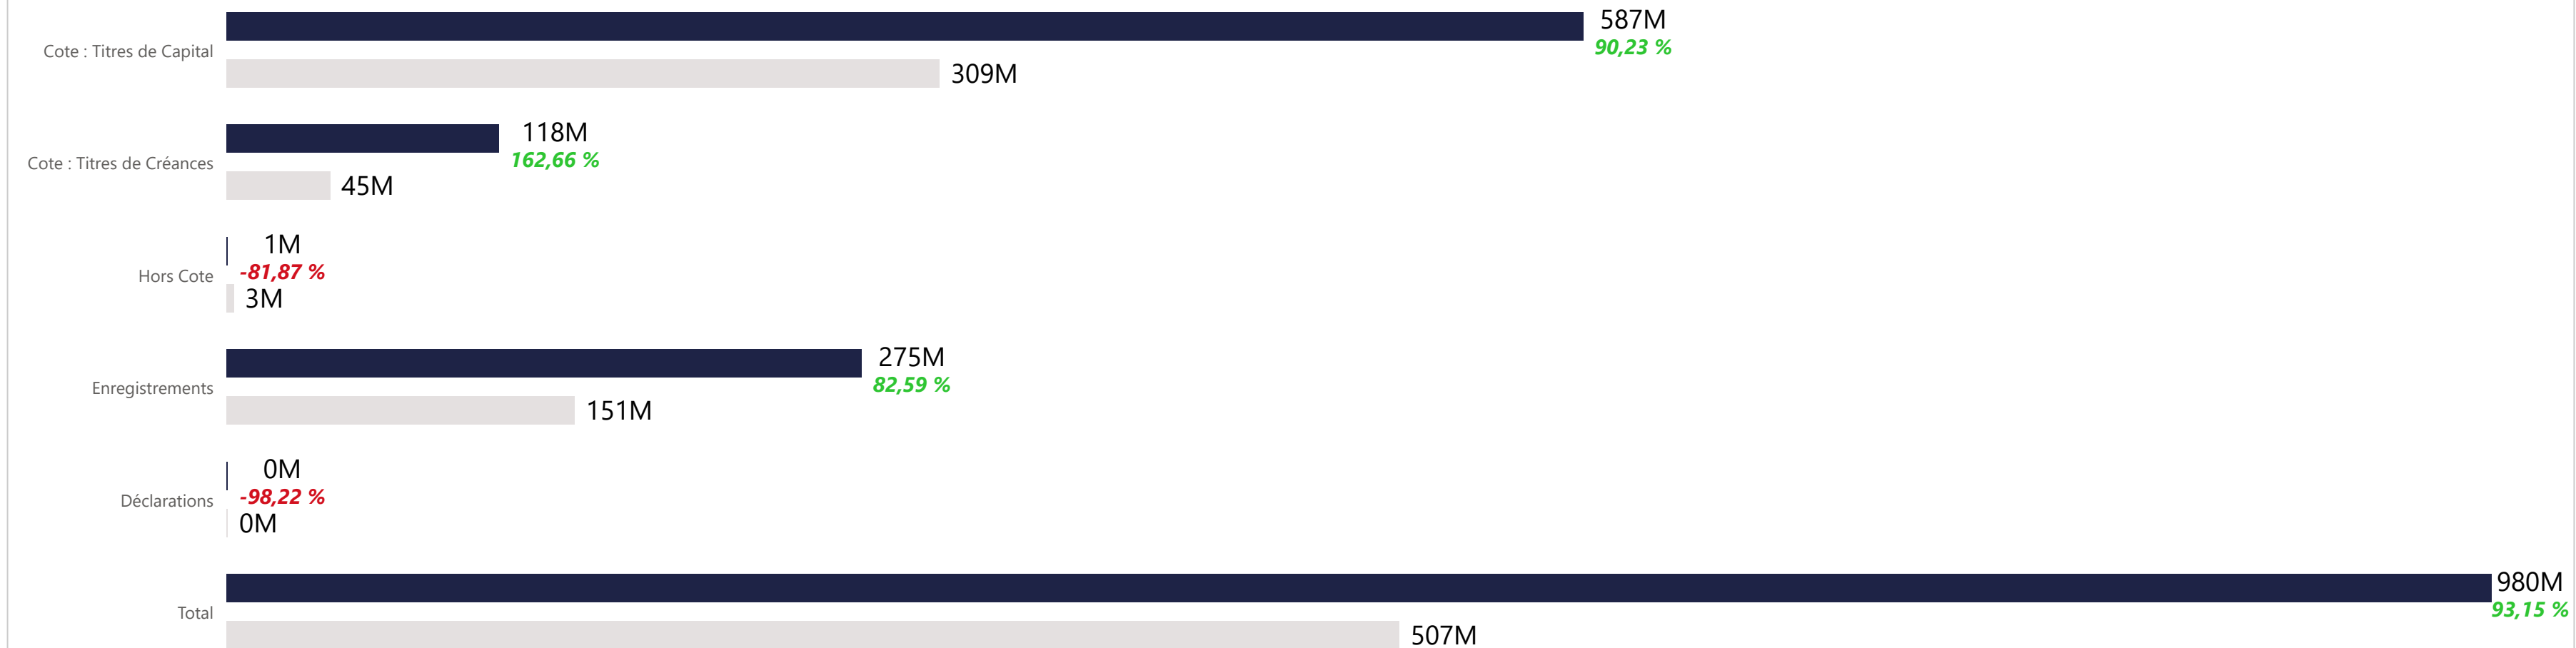 587M
90,23 %
Cote : Titres de Capital
309M
118M
162,66 %
Cote : Titres de Créances
45M
1M
-81,87 %
Hors Cote
3M
275M
82,59 %
Enregistrements
151M
0M
-98,22 %
Déclarations
0M
980M
93,15 %
Total
507M